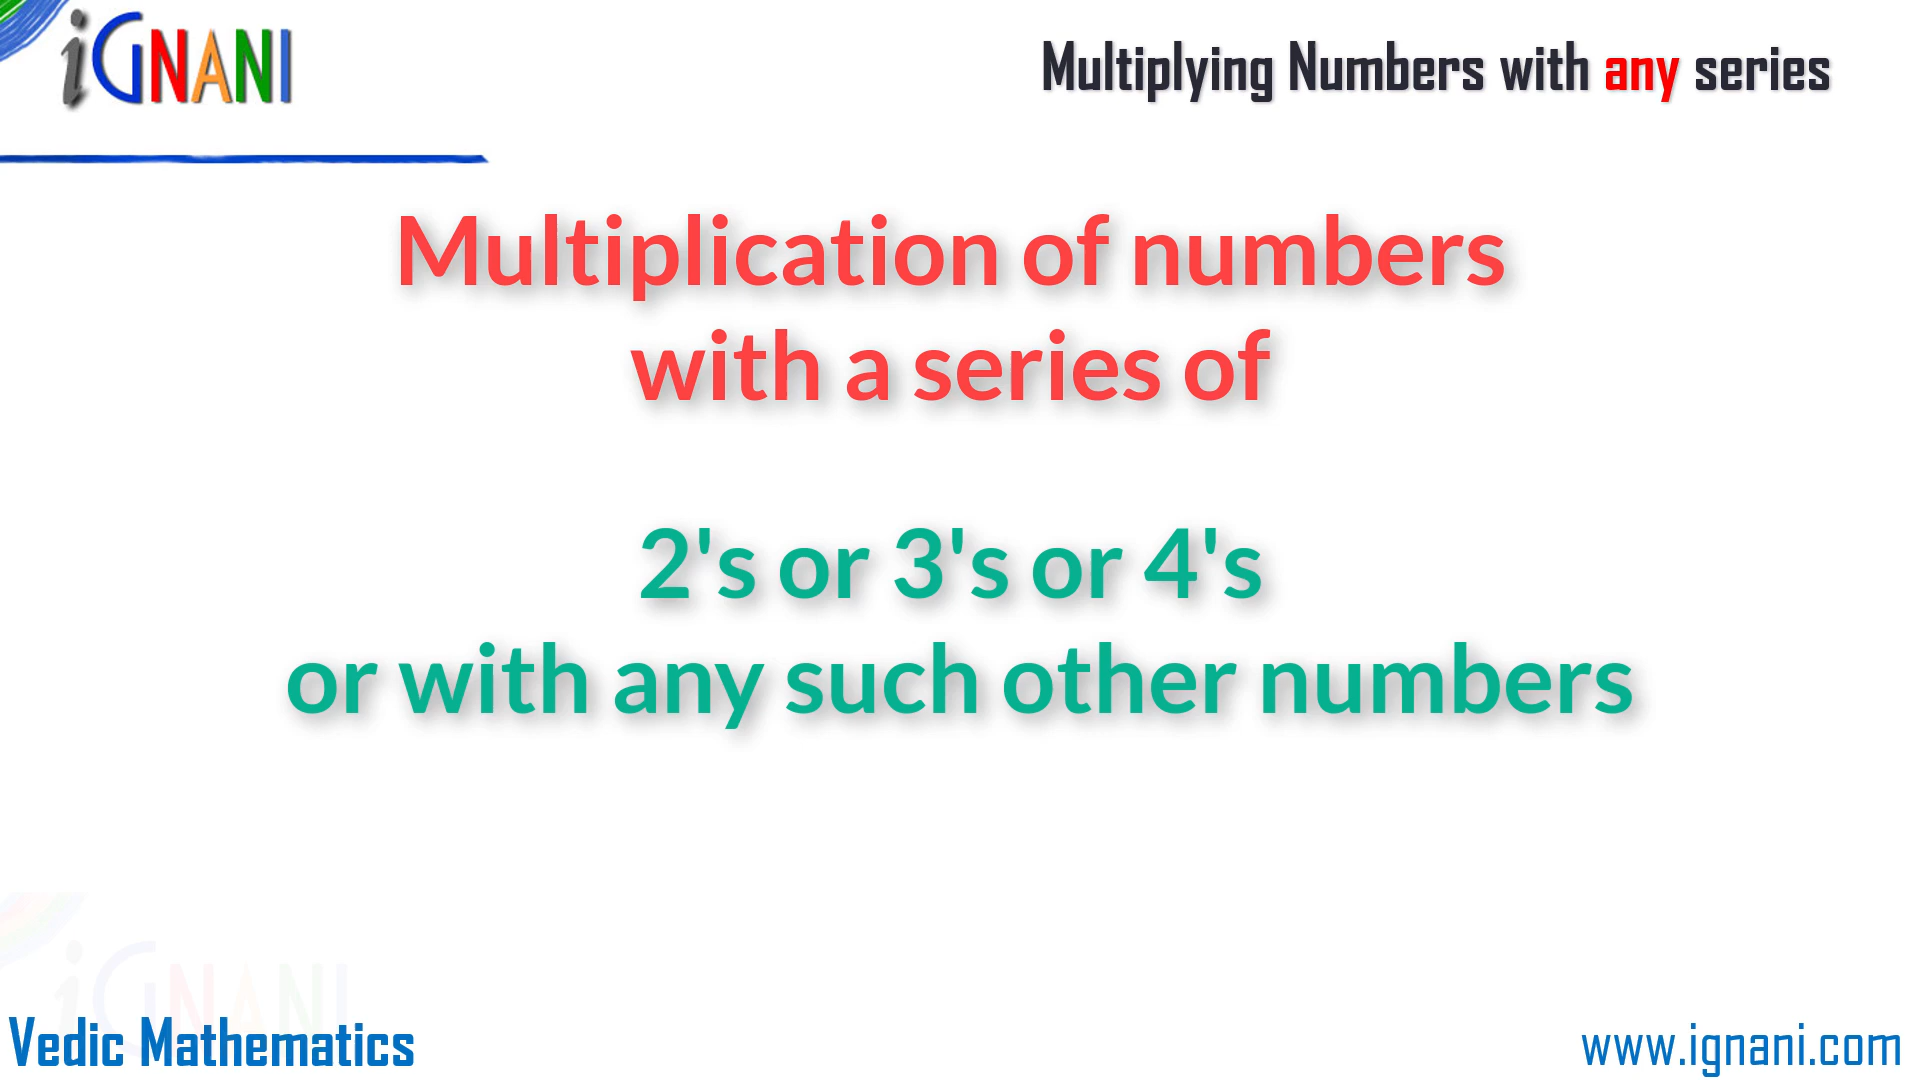 iGNANI
Multiplying Numbers with any series
Multiplication of numbers
with a series of
2's or 3's or 4's
or with any such other numbers
iGNANI
Vedic Mathematics
www.ignani.com